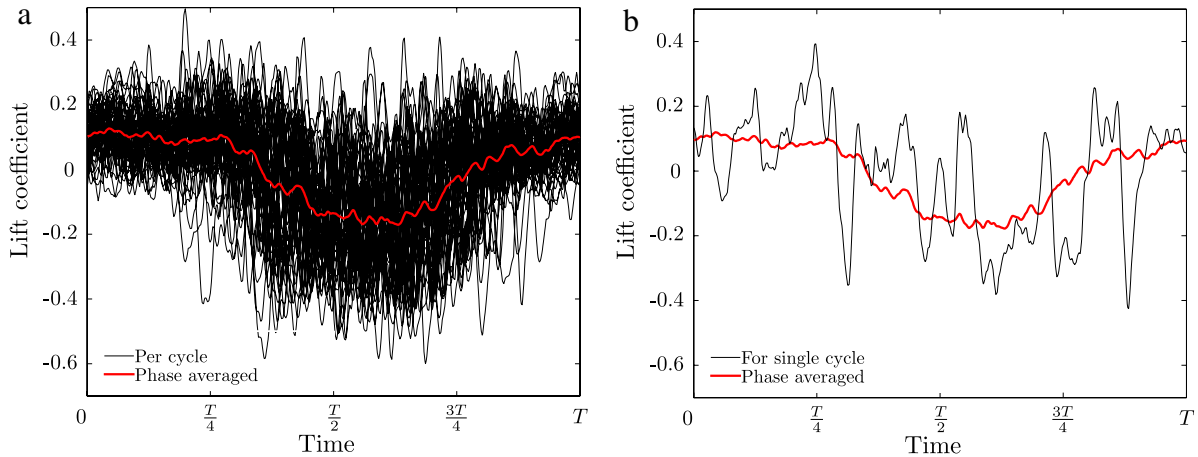 a
0.4
0.2
0
-0.2
-0.4
-0.6
Lift coefficient
Per cycle
Phase averaged
0
T/4
T/2
3T/4
T
Time
b
0.4
0.2
0
-0.2
-0.4
-0.6
Lift coefficient
For single cycle
Phase averaged
0
T/4
T/2
3T/4
T
Time